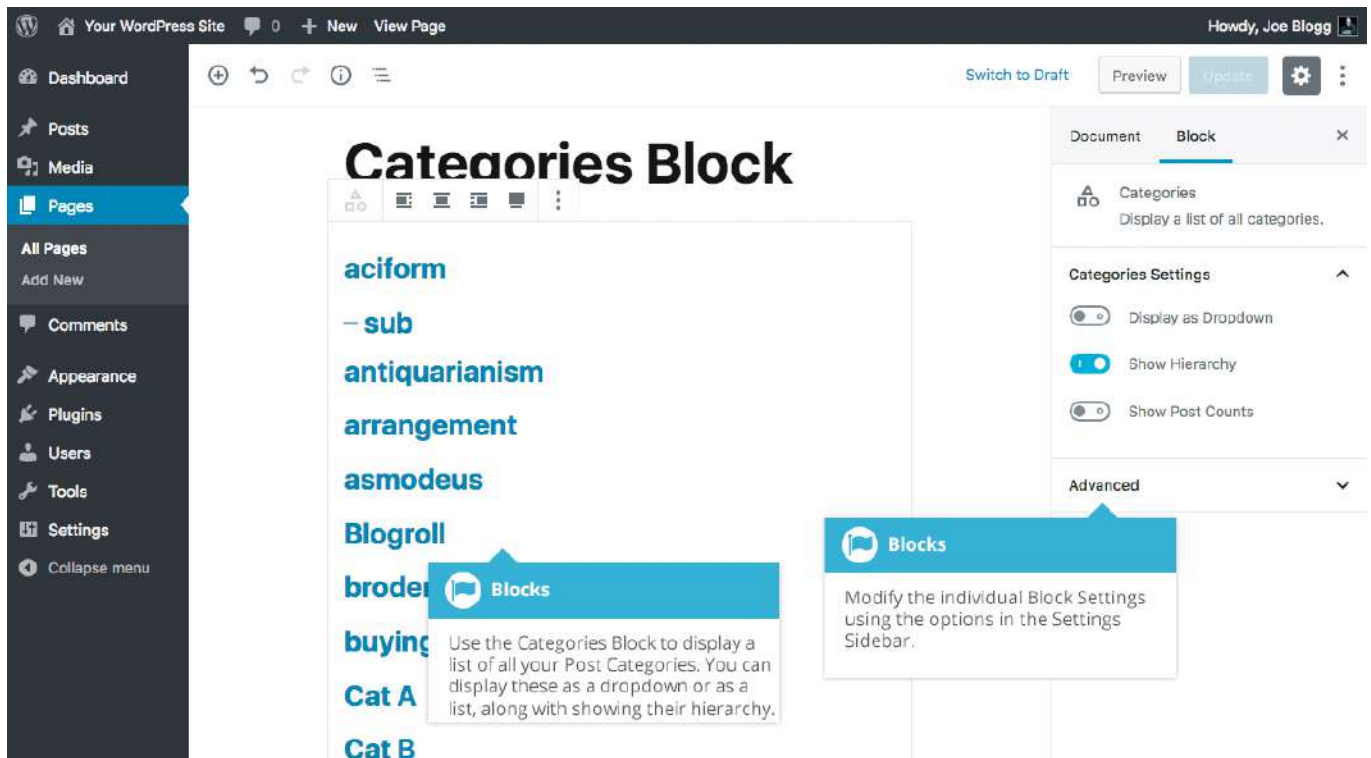 Your WordPress Site 0 + New View Page Howdy, Joe Blogg
Dashboard
Posts
Media
Pages
All Pages
Add New
Comments
Appearance
Plugins
Users
Tools
Settings
Collapse menu
Switch to Draft Preview Update
Categories Block
aciform
– sub
antiquarianism
arrangement
asmodeus
Blogroll
broder
buying
Cat A
Cat B
Blocks
Use the Categories Block to display a
list of all your Post Categories. You can
display these as a dropdown or as a
list, along with showing their hierarchy.
Document Block
Categories
Display a list of all categories.
Categories Settings
Display as Dropdown
Show Hierarchy
Show Post Counts
Advanced
Blocks
Modify the individual Block Settings
using the options in the Settings
Sidebar.